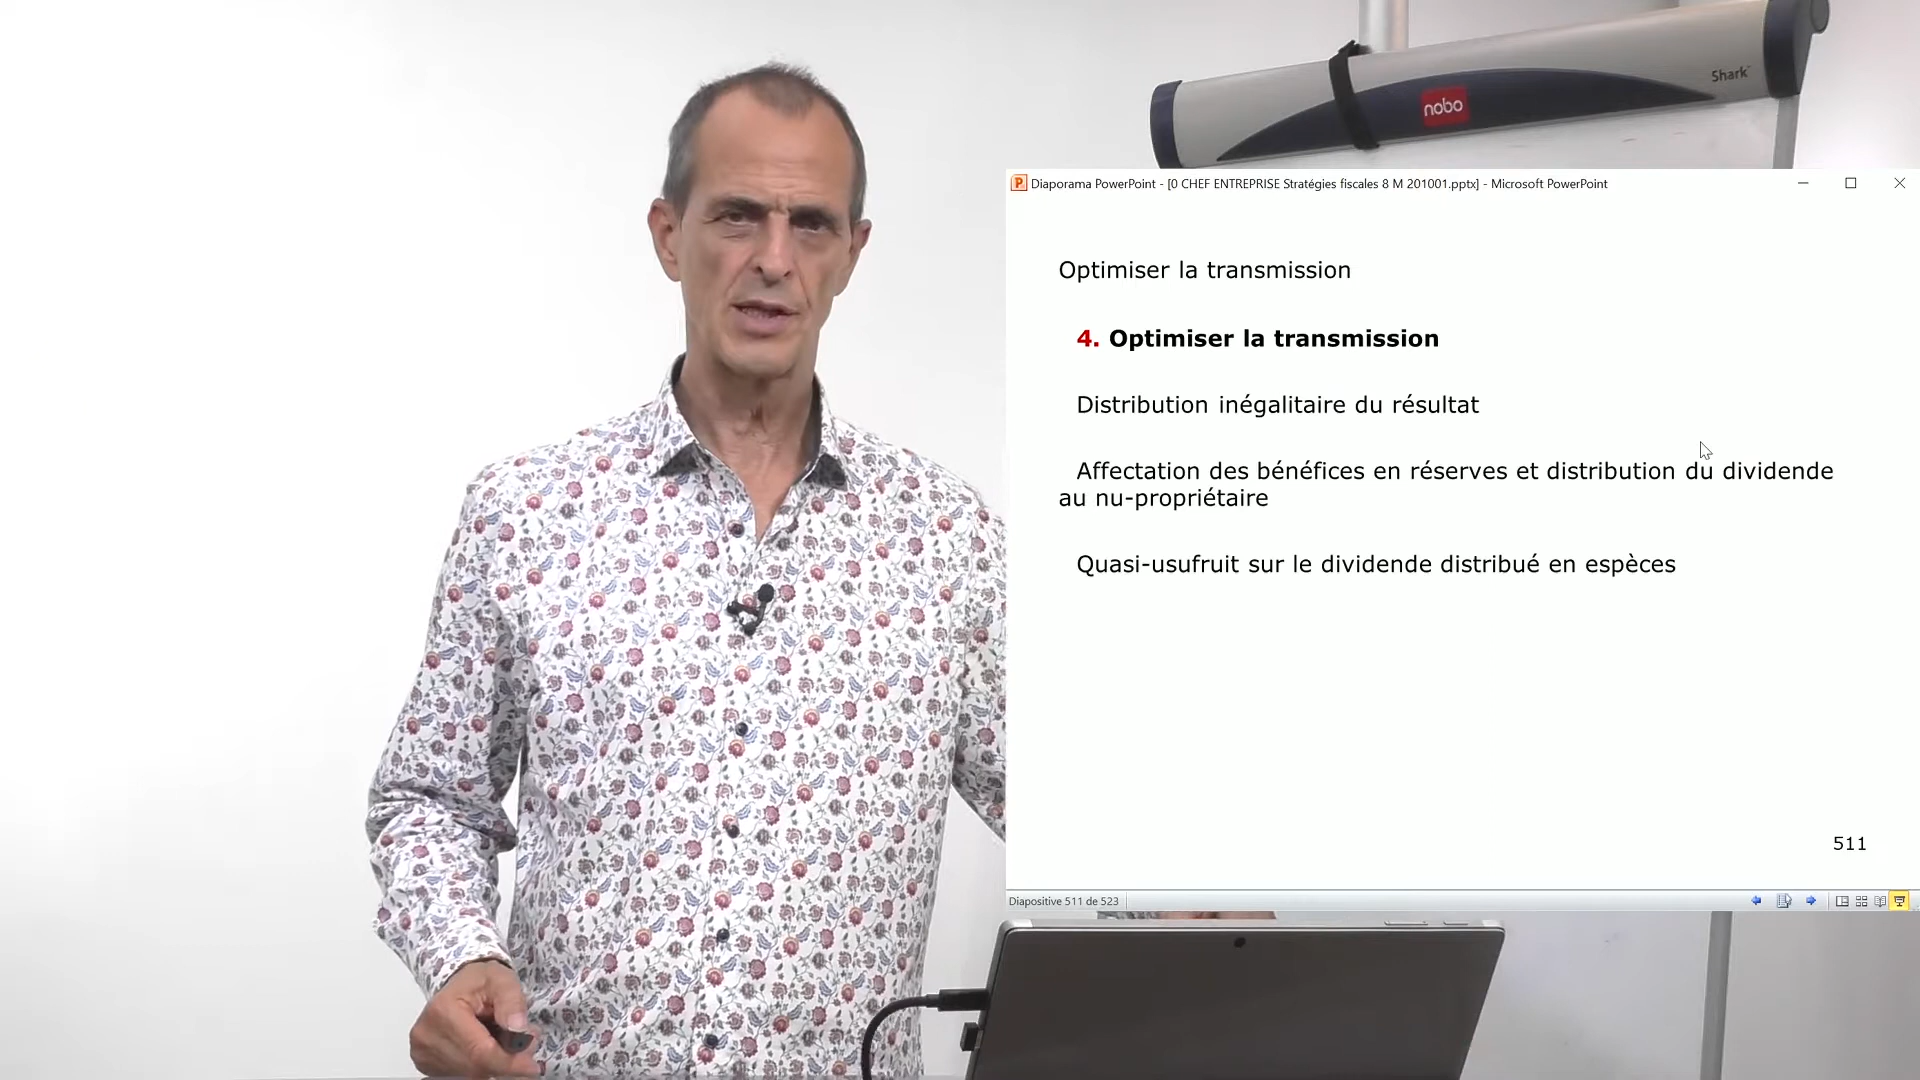 Shark
nobo
Diaporama PowerPoint - [0 CHEF ENTREPRISE Stratégies fiscales 8 M 201001.pptx] - Microsoft PowerPoint
Optimiser la transmission
4. Optimiser la transmission
Distribution inégalitaire du résultat
Affectation des bénéfices en réserves et distribution du dividende
au nu-propriétaire
Quasi-usufruit sur le dividende distribué en espèces
511
Diapositive 511 de 523